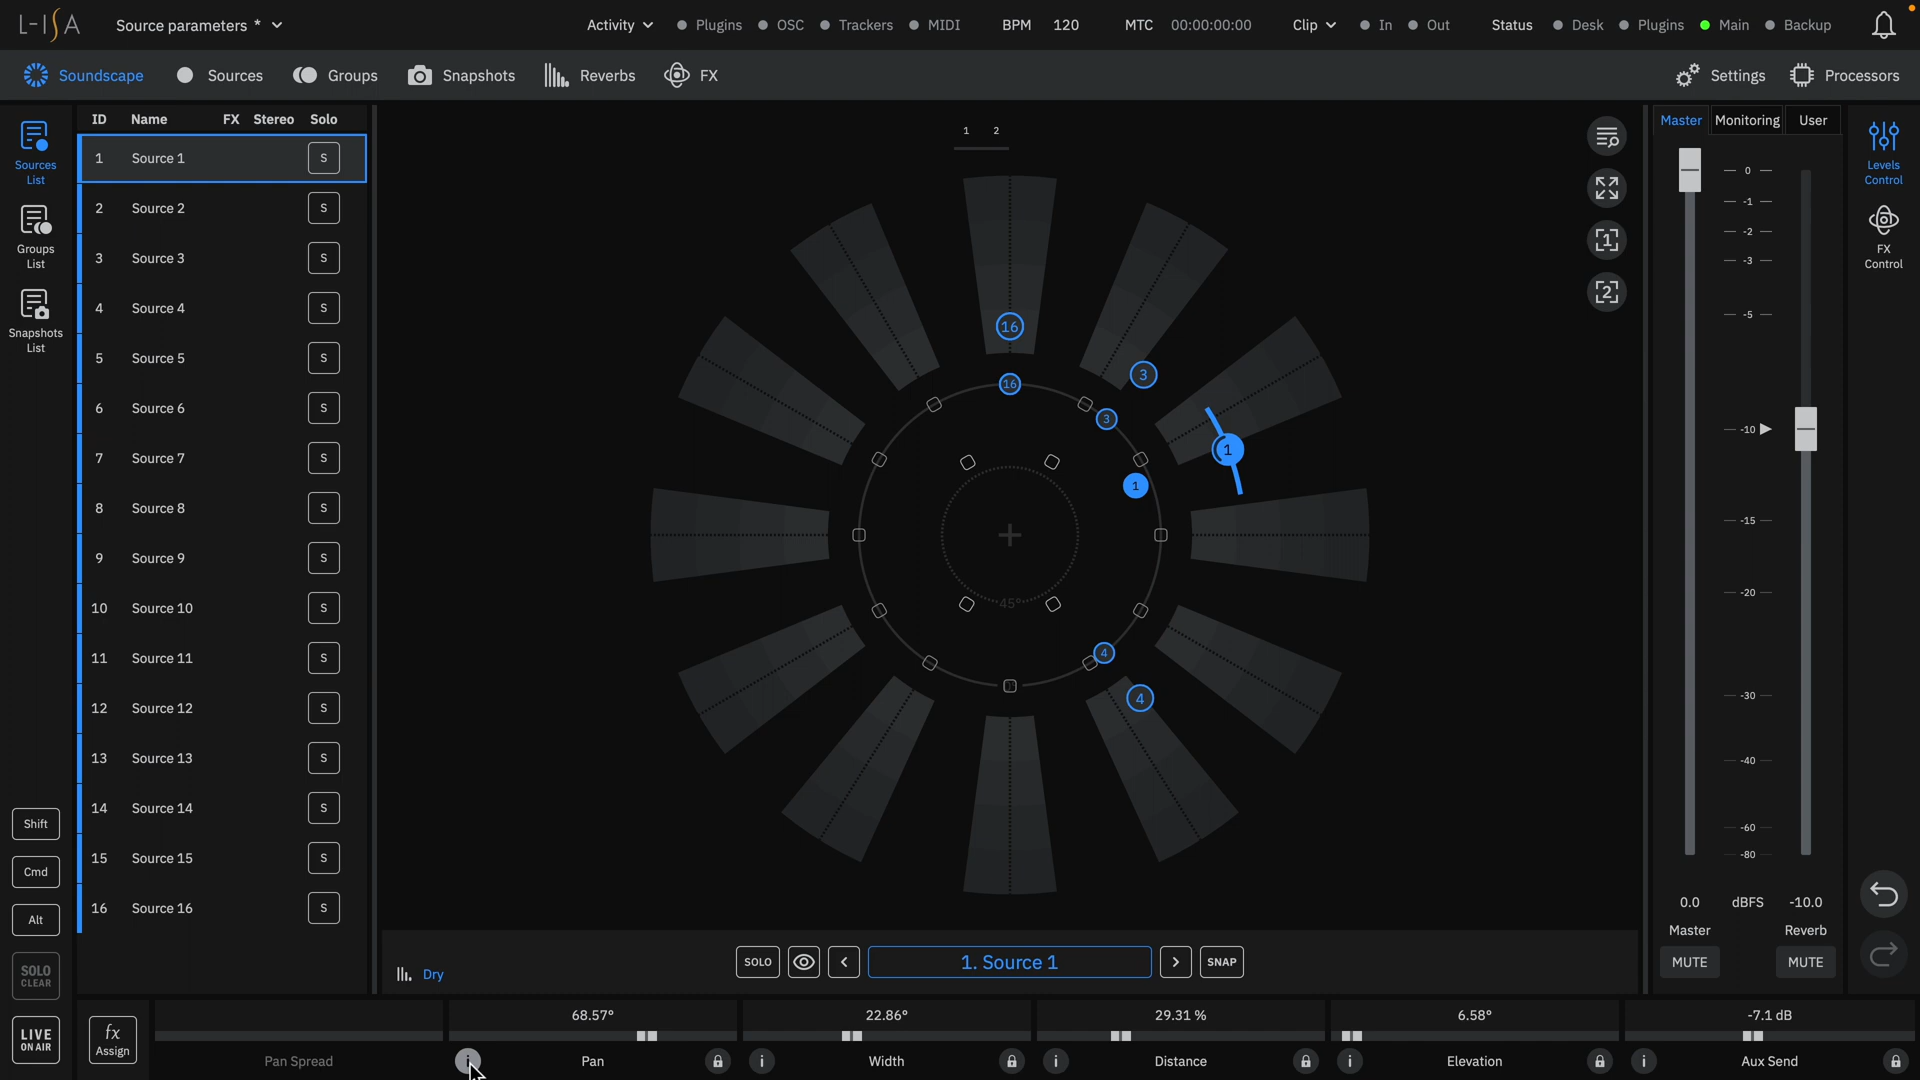 L-ISA
Source parameters *
Activity
Plugins
OSC
Trackers
MIDI
BPM 120
MTC 00:00:00:00
Clip
In
Out
Status
Desk
Plugins
Main
Backup
Soundscape
Sources
Groups
Snapshots
Reverbs
FX
Settings
Processors
Sources
List
Groups
List
Snapshots
List
Shift
Cmd
Alt
SOLO
CLEAR
LIVE
ON AIR
ID Name FX Stereo Solo
1 Source 1 S
2 Source 2 S
3 Source 3 S
4 Source 4 S
5 Source 5 S
6 Source 6 S
7 Source 7 S
8 Source 8 S
9 Source 9 S
10 Source 10 S
11 Source 11 S
12 Source 12 S
13 Source 13 S
14 Source 14 S
15 Source 15 S
16 Source 16 S
1 2
16
3
16
3
1
1
45°
4
4
1
2
Dry
SOLO
1. Source 1
SNAP
Master Monitoring User
0
-1
-2
-3
-5
-10
-15
-20
-30
-40
-60
-80
0.0 dBFS -10.0
Master Reverb
MUTE MUTE
Levels
Control
FX
Control
fx
Assign
Pan Spread
68.57°
i Pan
22.86°
i Width
29.31 %
i Distance
6.58°
i Elevation
-7.1 dB
i Aux Send